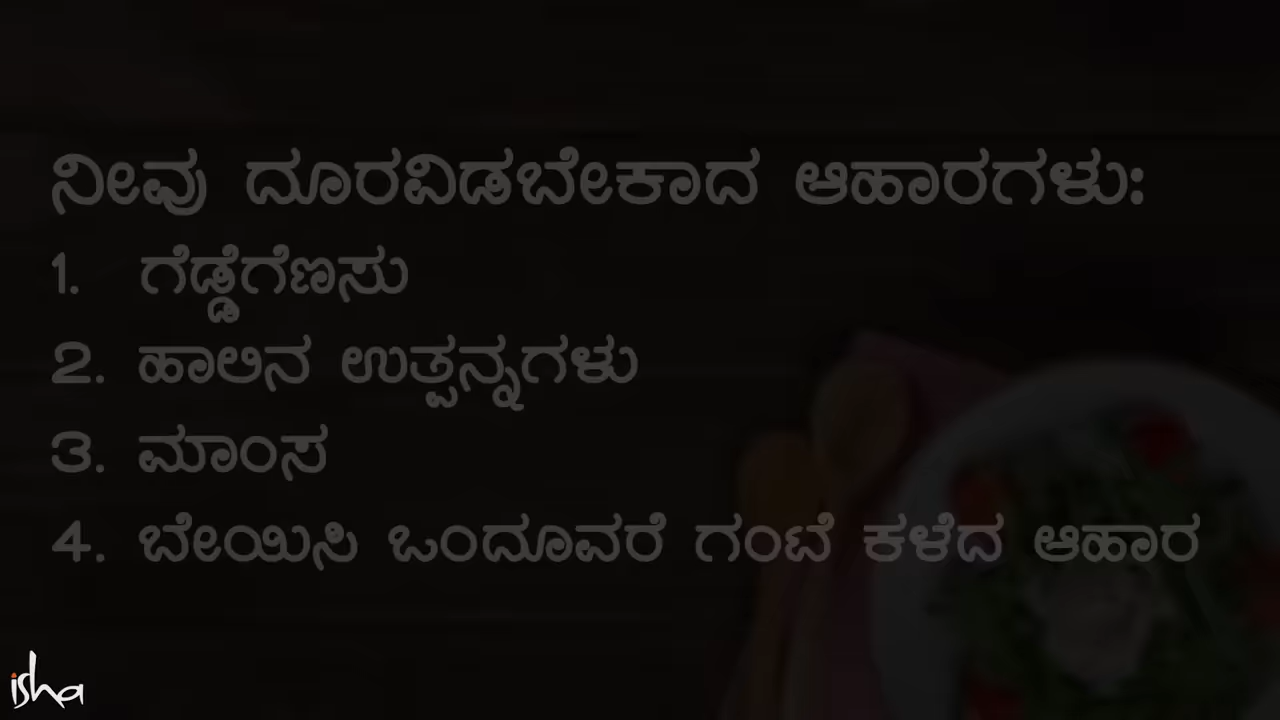 ನೀವು ದೂರವಿಡಬೇಕಾದ ಆಹಾರಗಳು:
1. ಗೆಡ್ಡೆಗೆಣಸು
2. ಹಾಲಿನ ಉತ್ಪನ್ನಗಳು
3. ಮಾಂಸ
4. ಬೇಯಿಸಿ ಒಂದೂವರೆ ಗಂಟೆ ಕಳೆದ ಆಹಾರ
isha